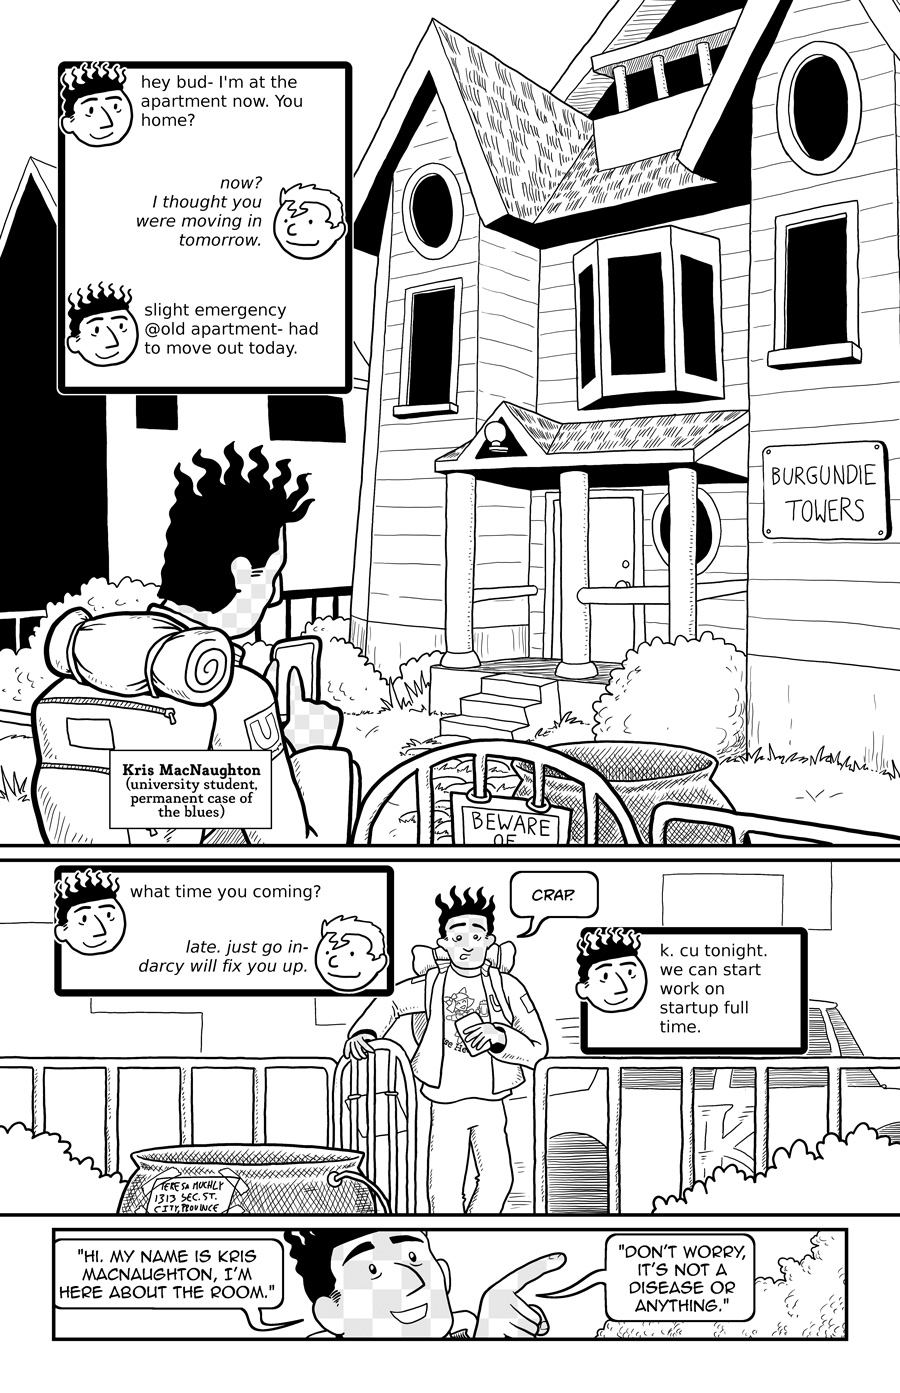 hey bud- I'm at the
apartment now. You
home?
now?
I thought you
were moving in
tomorrow.
slight emergency
@old apartment- had
to move out today.
BURGUNDIE
TOWERS
U
Kris MacNaughton
(university student,
permanent case of
the blues)
BEWARE
OF
what time you coming?
late. just go in-
darcy will fix you up.
CRAP.
k. cu tonight.
we can start
work on
startup full
time.
TERESA MUCHLY
1313 SEC. ST.
CITY, PROVINCE
"HI. MY NAME IS KRIS
MACNAUGHTON, I'M
HERE ABOUT THE ROOM."
"DON'T WORRY,
IT'S NOT A
DISEASE OR
ANYTHING."